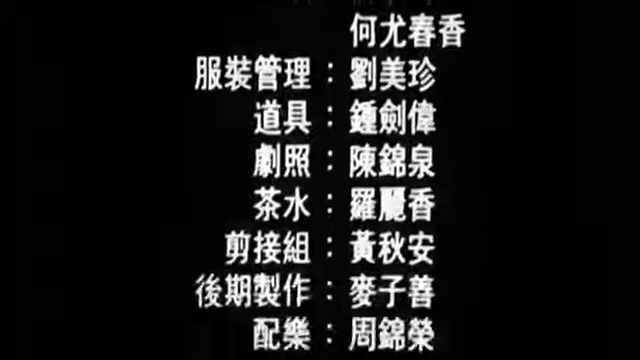 何尤春香
服裝管理：劉美珍
道具：鍾劍偉
劇照：陳錦泉
茶水：羅麗香
剪接組：黃秋安
後期製作：麥子善
配樂：周錦榮